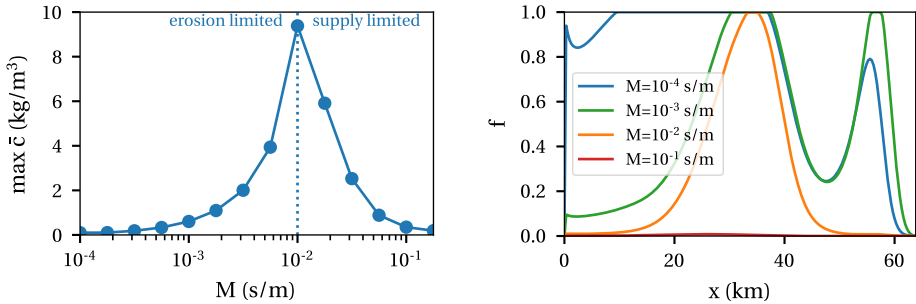 erosion limited
supply limited
10
8
6
4
2
0
max c̄ (kg/m³)
10⁻⁴
10⁻³
10⁻²
10⁻¹
M (s/m)
1.0
0.8
0.6
0.4
0.2
0.0
f
M=10⁻⁴ s/m
M=10⁻³ s/m
M=10⁻² s/m
M=10⁻¹ s/m
0
20
40
60
x (km)